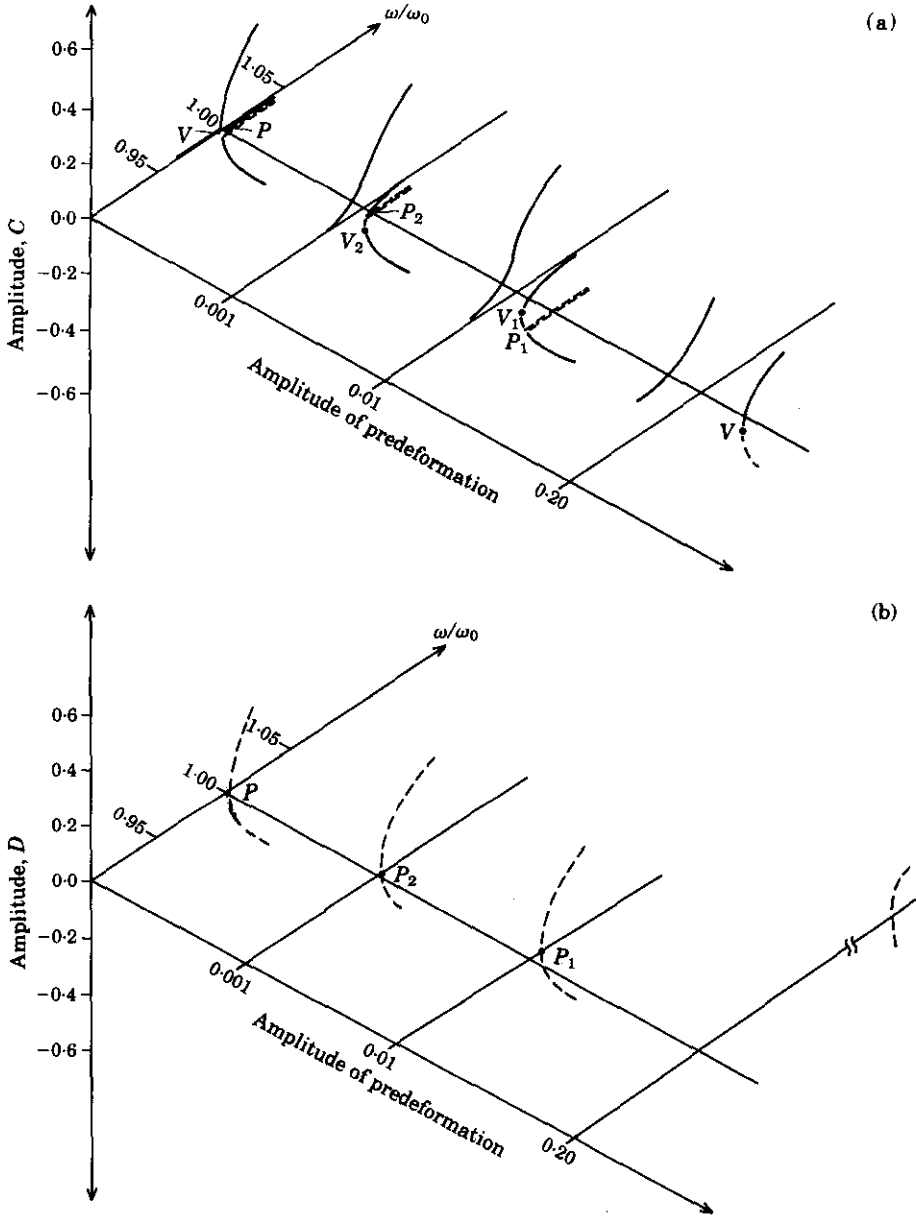 (a)
ω/ω₀
0·6
0·4
0·2
0·0
−0·2
−0·4
−0·6
Amplitude, C
0·95
1·00
1·05
V
P
P₂
V₂
V₁
P₁
V
0·001
0·01
0·20
Amplitude of predeformation
(b)
ω/ω₀
0·6
0·4
0·2
0·0
−0·2
−0·4
−0·6
Amplitude, D
0·95
1·00
1·05
P
P₂
P₁
0·001
0·01
0·20
Amplitude of predeformation